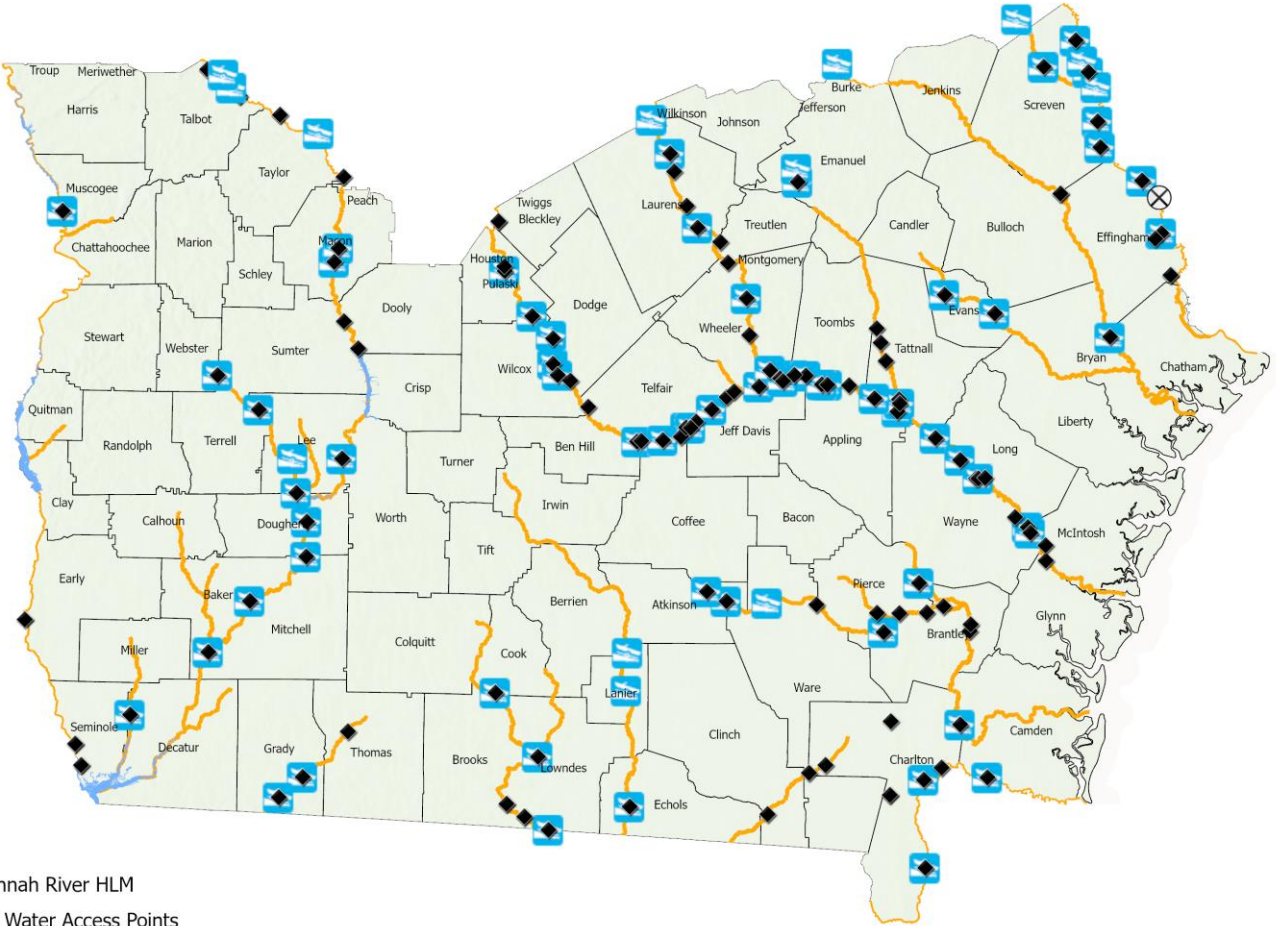 Troup
Meriwether
Harris
Talbot
Muscogee
Taylor
Peach
Chattahoochee
Marion
Macon
Schley
Dooly
Stewart
Webster
Sumter
Crisp
Quitman
Randolph
Terrell
Lee
Turner
Clay
Calhoun
Dougher
Worth
Tift
Early
Baker
Mitchell
Miller
Colquitt
Cook
Seminole
Decatur
Grady
Thomas
Brooks
Lowndes
Wilkinson
Johnson
Jefferson
Burke
Jenkins
Screven
Emanuel
Twiggs
Bleckley
Laurens
Treutlen
Candler
Bulloch
Effingham
Houston
Pulaski
Montgomery
Dodge
Wheeler
Toombs
Evans
Tattnall
Bryan
Chatham
Wilcox
Telfair
Liberty
Ben Hill
Jeff Davis
Appling
Long
Irwin
Coffee
Bacon
Wayne
McIntosh
Berrien
Atkinson
Pierce
Glynn
Brantle
Lanier
Ware
Clinch
Camden
Charlton
Echols
nnah River HLM
Water Access Points